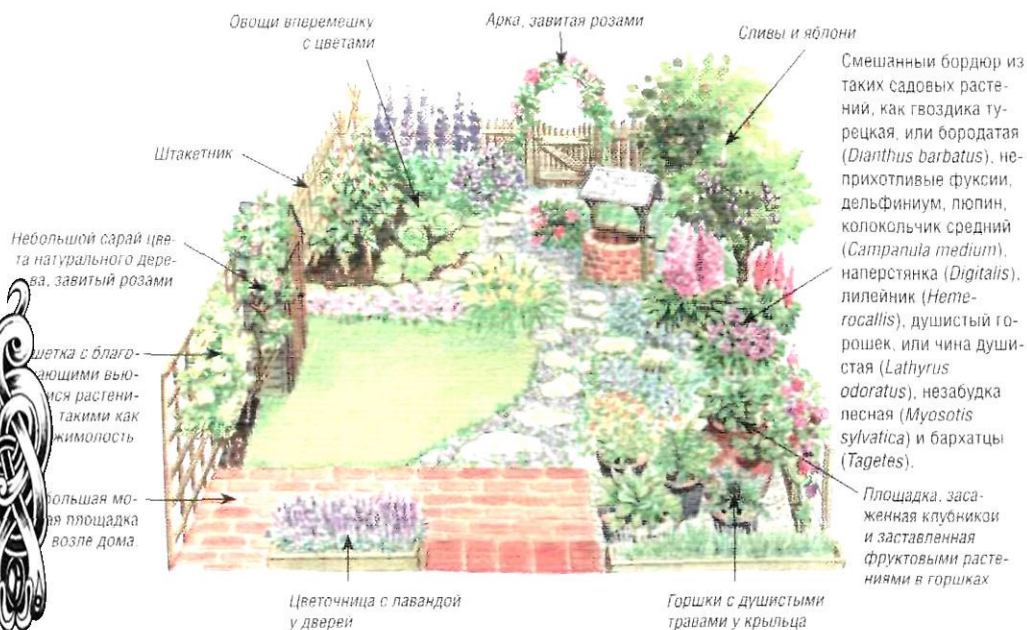 Овощи впвремешку
с цветами
Арка, завитая розами
Сливы и яблони
Смешанный бордюр из
таких садовых расте-
ний, как гвоздика ту-
рецкая, или бородатая
(Dianthus barbatus), не-
прихотливые фуксии,
дельфиниум, люпин,
колокольчик средний
(Campanula medium),
наперстянка (Digitalis),
лилейник (Heme-
rocallis), душистый го-
рошек, или чина души-
стая (Lathyrus
odoratus), незабудка
лесная (Myosotis
sylvatica) и бархатцы
(Tagetes).
Штакетник
Небольшой сарай цве-
та натурального дере-
ва, завитый розами
шетка с благо-
ающими вью-
ися растени-
такими как
жимолость
большая мо-
ая площадка
возле дома.
Площадка, заса-
женная клубникой
и заставленная
фруктовыми расте-
ниями в горшках
Цветочница с лавандой
у дверей
Горшки с душистыми
травами у крыльца